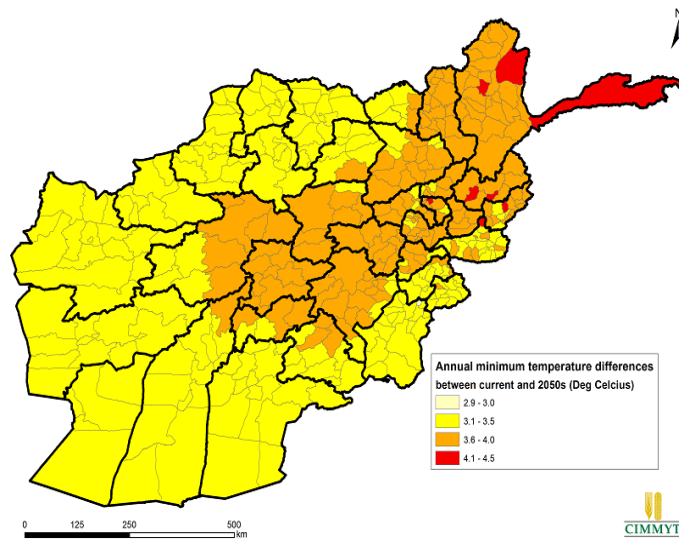 N
Annual minimum temperature differences
between current and 2050s (Deg Celcius)
2.9 - 3.0
3.1 - 3.5
3.6 - 4.0
4.1 - 4.5
0 125 250 500
km
CIMMYT